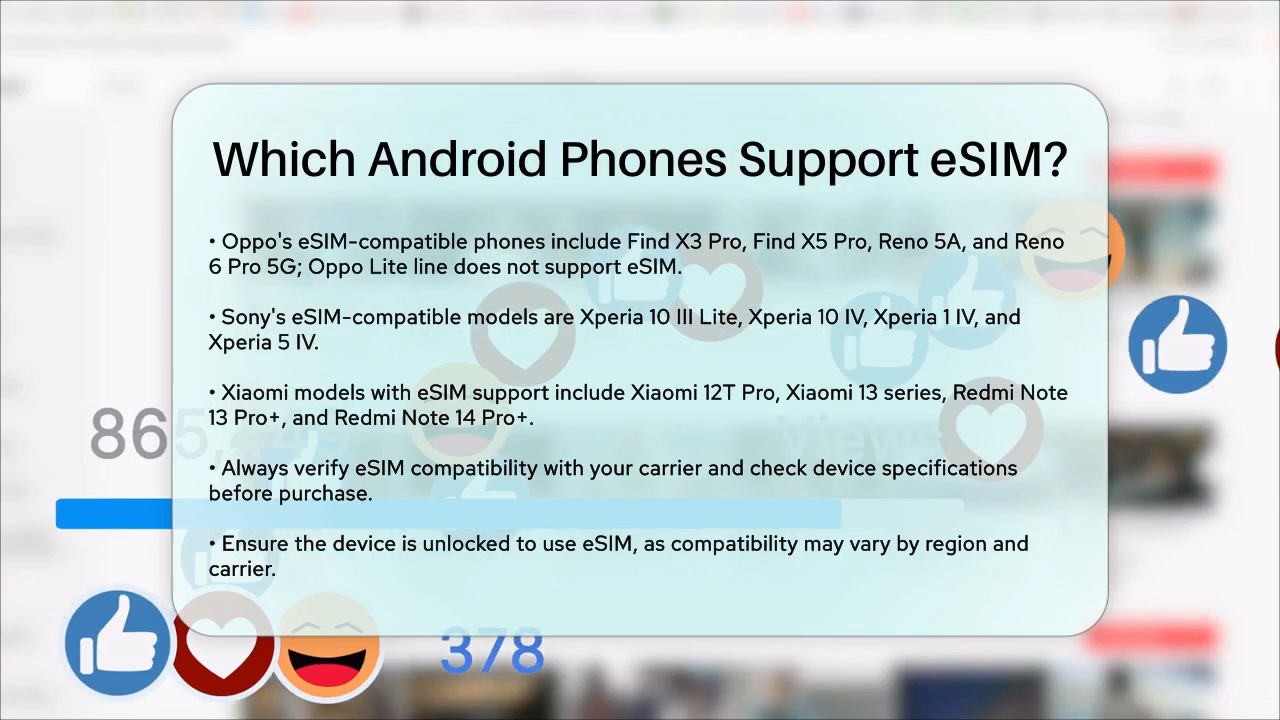 Which Android Phones Support eSIM?
• Oppo's eSIM-compatible phones include Find X3 Pro, Find X5 Pro, Reno 5A, and Reno
6 Pro 5G; Oppo Lite line does not support eSIM.
• Sony's eSIM-compatible models are Xperia 10 III Lite, Xperia 10 IV, Xperia 1 IV, and
Xperia 5 IV.
• Xiaomi models with eSIM support include Xiaomi 12T Pro, Xiaomi 13 series, Redmi Note
13 Pro+, and Redmi Note 14 Pro+.
865,
Views
• Always verify eSIM compatibility with your carrier and check device specifications
before purchase.
• Ensure the device is unlocked to use eSIM, as compatibility may vary by region and
carrier.
378